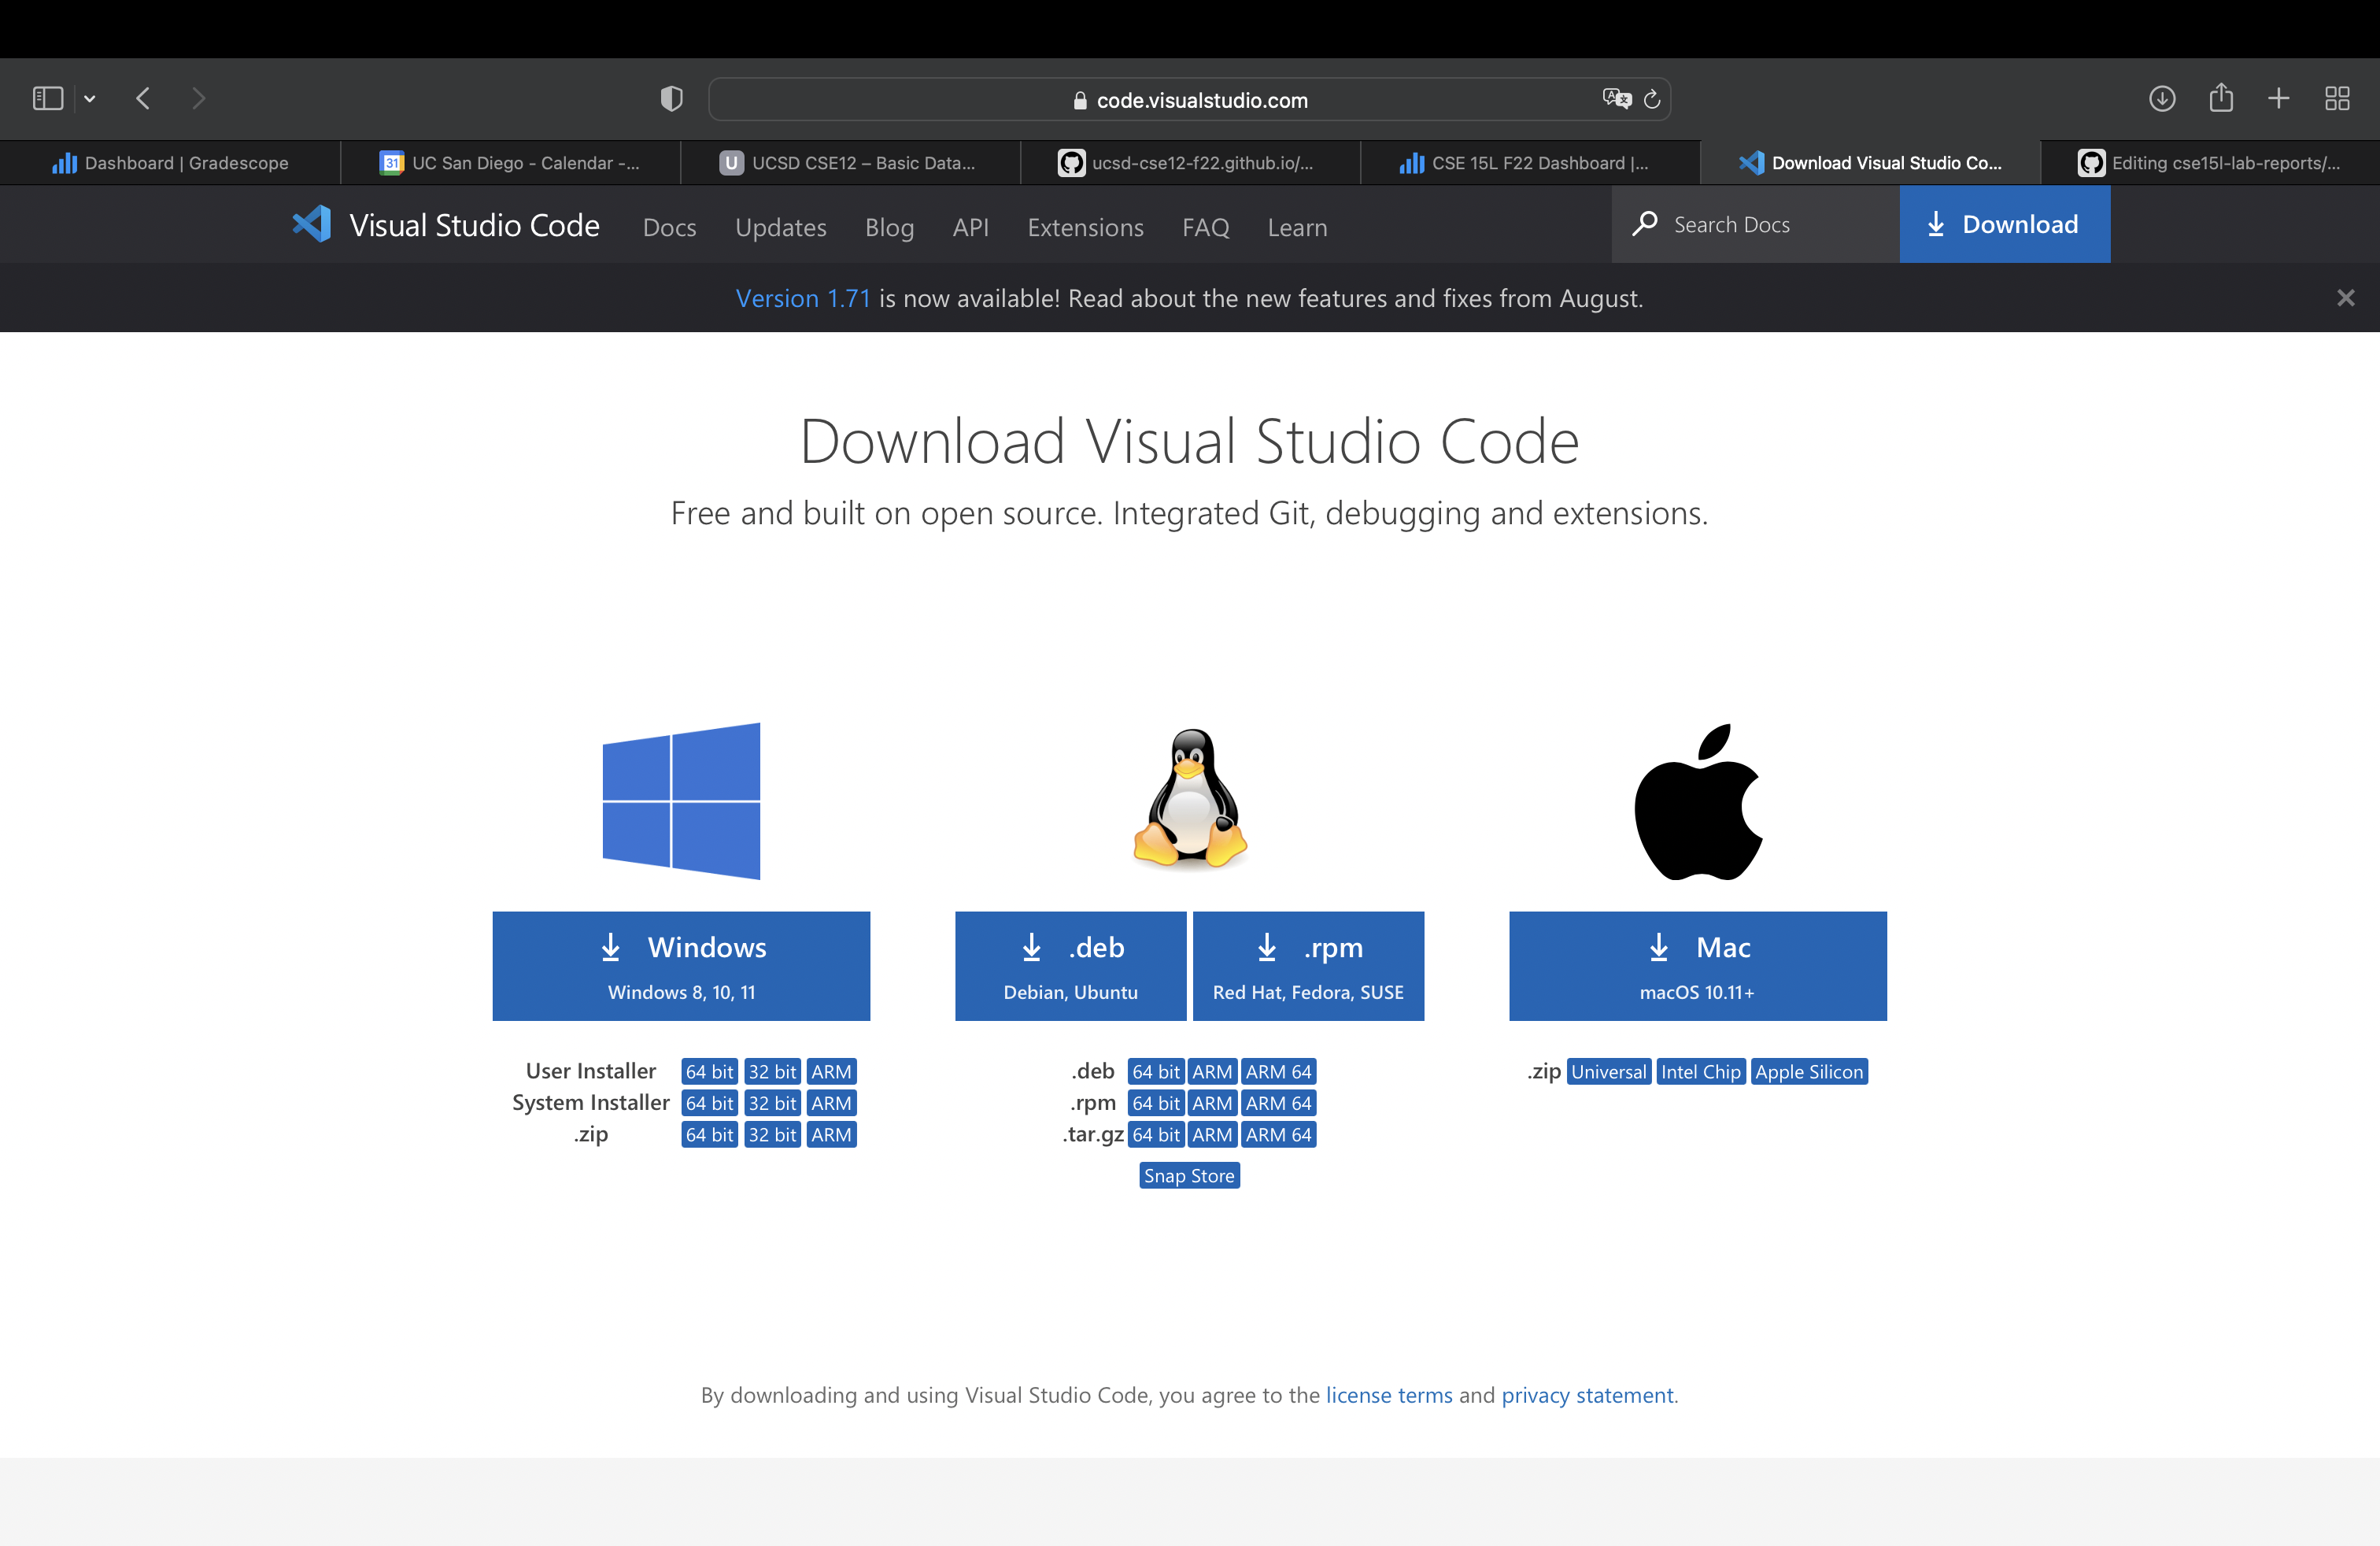 code.visualstudio.com
Dashboard | Gradescope
31 UC San Diego - Calendar -...
U UCSD CSE12 – Basic Data...
ucsd-cse12-f22.github.io/...
CSE 15L F22 Dashboard |...
Download Visual Studio Co...
Editing cse15l-lab-reports/...
Visual Studio Code Docs Updates Blog API Extensions FAQ Learn Search Docs Download
Version 1.71 is now available! Read about the new features and fixes from August.
Download Visual Studio Code
Free and built on open source. Integrated Git, debugging and extensions.
Windows
Windows 8, 10, 11
User Installer 64 bit 32 bit ARM
System Installer 64 bit 32 bit ARM
.zip 64 bit 32 bit ARM
.deb
Debian, Ubuntu
.rpm
Red Hat, Fedora, SUSE
.deb 64 bit ARM ARM 64
.rpm 64 bit ARM ARM 64
.tar.gz 64 bit ARM ARM 64
Snap Store
Mac
macOS 10.11+
.zip Universal Intel Chip Apple Silicon
By downloading and using Visual Studio Code, you agree to the license terms and privacy statement.